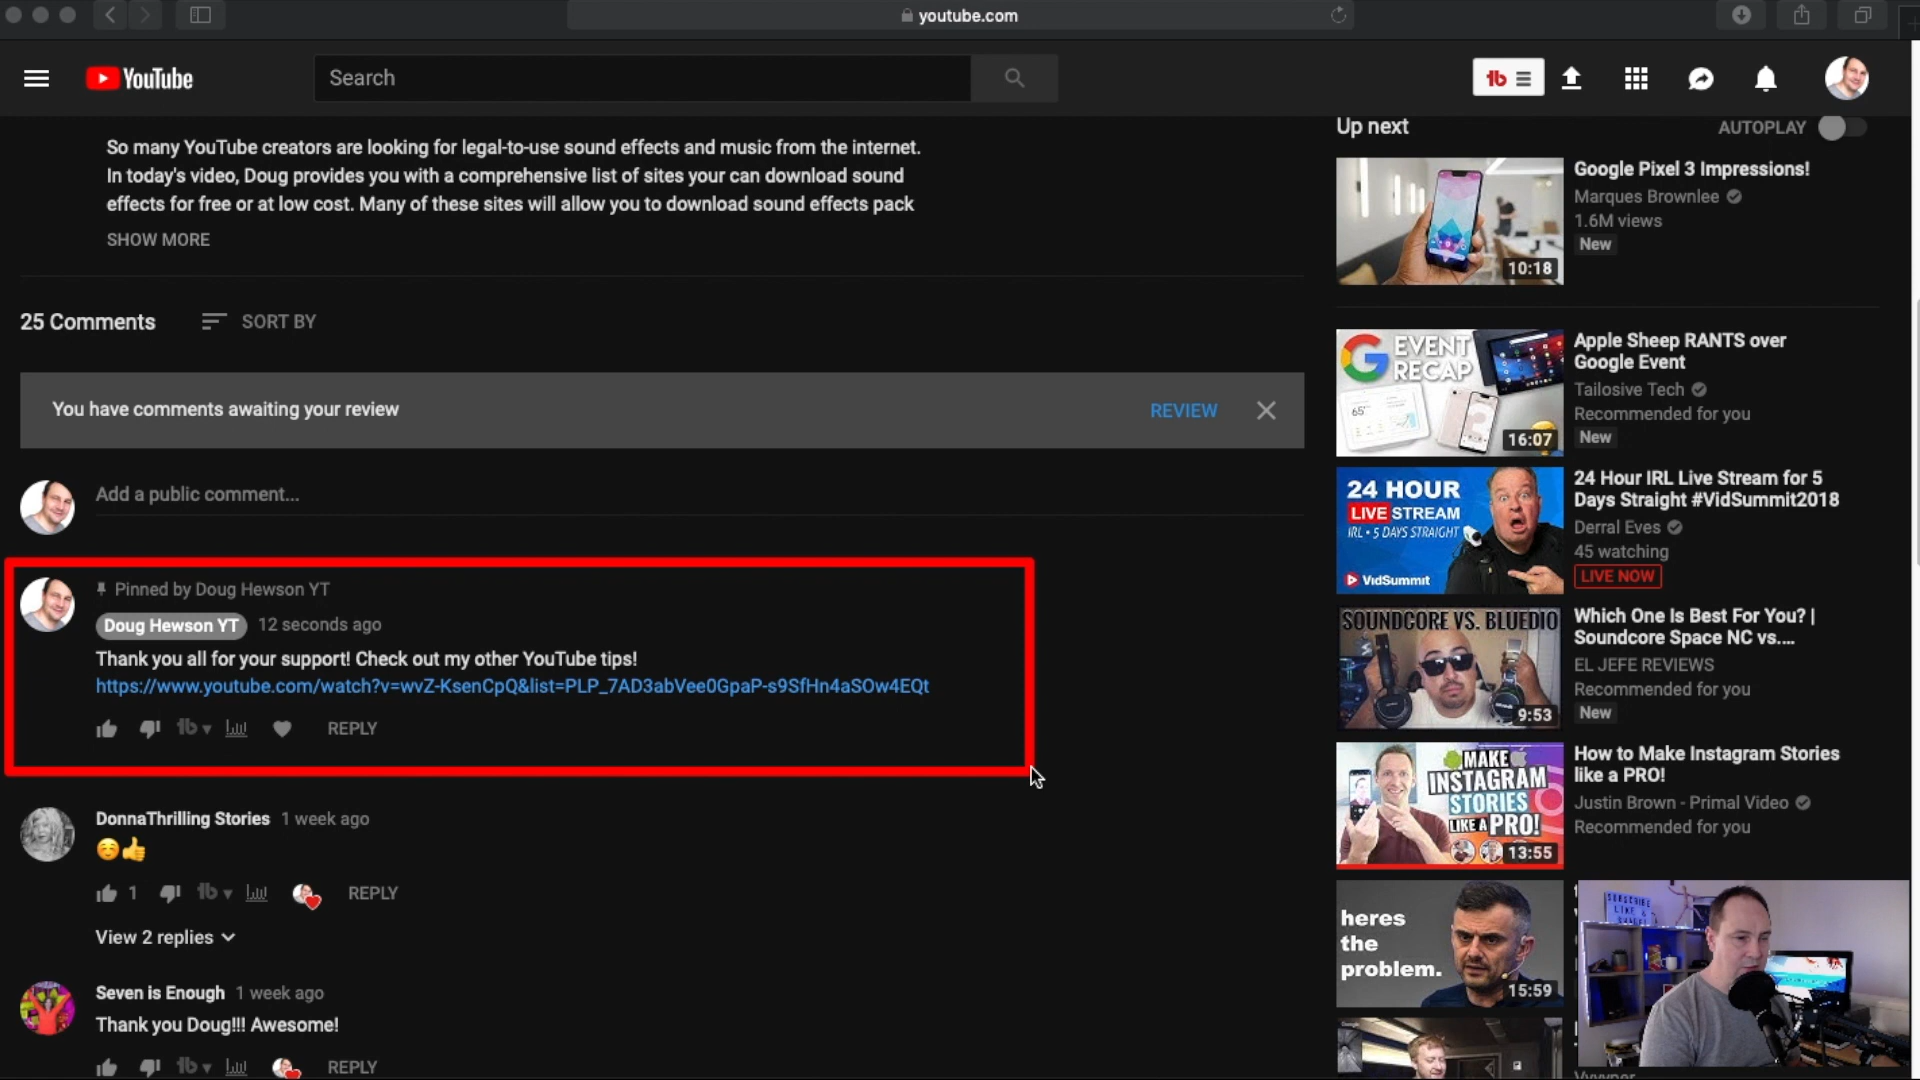 youtube.com
YouTube
Search
tb
So many YouTube creators are looking for legal-to-use sound effects and music from the internet.
In today's video, Doug provides you with a comprehensive list of sites your can download sound
effects for free or at low cost. Many of these sites will allow you to download sound effects pack
SHOW MORE
25 Comments
SORT BY
You have comments awaiting your review
REVIEW
Add a public comment...
Pinned by Doug Hewson YT
Doug Hewson YT 12 seconds ago
Thank you all for your support! Check out my other YouTube tips!
https://www.youtube.com/watch?v=wvZ-KsenCpQ&list=PLP_7AD3abVee0GpaP-s9SfHn4aSOw4EQt
tb
REPLY
DonnaThrilling Stories 1 week ago
1
tb
REPLY
View 2 replies
Seven is Enough 1 week ago
Thank you Doug!!! Awesome!
tb
REPLY
Up next
AUTOPLAY
10:18
Google Pixel 3 Impressions!
Marques Brownlee
1.6M views
New
EVENT
RECAP
65°
16:07
Apple Sheep RANTS over
Google Event
Tailosive Tech
Recommended for you
New
24 HOUR
LIVE STREAM
IRL • 5 DAYS STRAIGHT
VidSummit
24 Hour IRL Live Stream for 5
Days Straight #VidSummit2018
Derral Eves
45 watching
LIVE NOW
SOUNDCORE VS. BLUEDIO
9:53
Which One Is Best For You? |
Soundcore Space NC vs....
EL JEFE REVIEWS
Recommended for you
New
MAKE
INSTAGRAM
STORIES
LIKE A PRO!
13:55
How to Make Instagram Stories
like a PRO!
Justin Brown - Primal Video
Recommended for you
heres
the
problem.
15:59
SUBSCRIBE
LIKE &